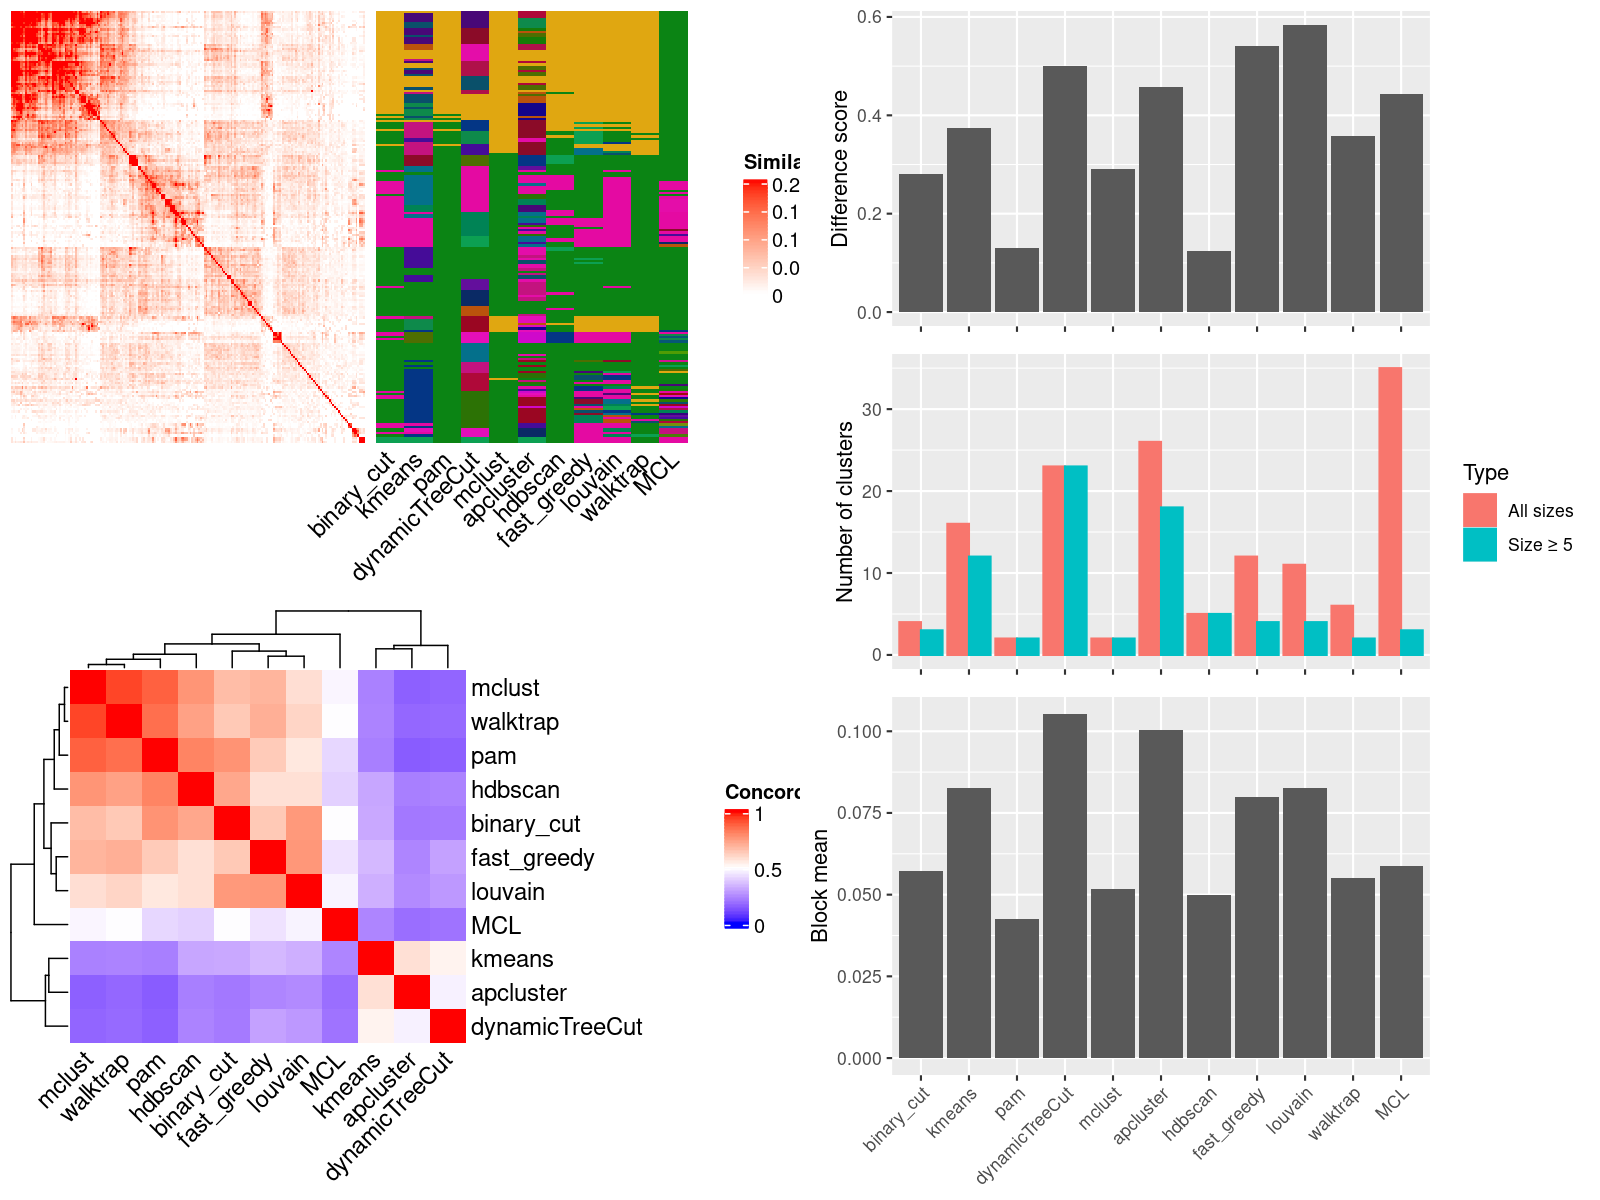 Simila
0.2
0.1
0.1
0.0
0
binary_cut
kmeans
pam
dynamicTreeCut
mclust
apcluster
hdbscan
fast_greedy
louvain
walktrap
MCL
mclust
walktrap
pam
hdbscan
binary_cut
fast_greedy
louvain
MCL
kmeans
apcluster
dynamicTreeCut
mclust
walktrap
pam
hdbscan
binary_cut
fast_greedy
louvain
MCL
kmeans
apcluster
dynamicTreeCut
Concord
1
0.5
0
Difference score
0.6
0.4
0.2
0.0
Number of clusters
30
20
10
0
Type
All sizes
Size ≥ 5
Block mean
0.100
0.075
0.050
0.025
0.000
binary_cut
kmeans
pam
dynamicTreeCut
mclust
apcluster
hdbscan
fast_greedy
louvain
walktrap
MCL